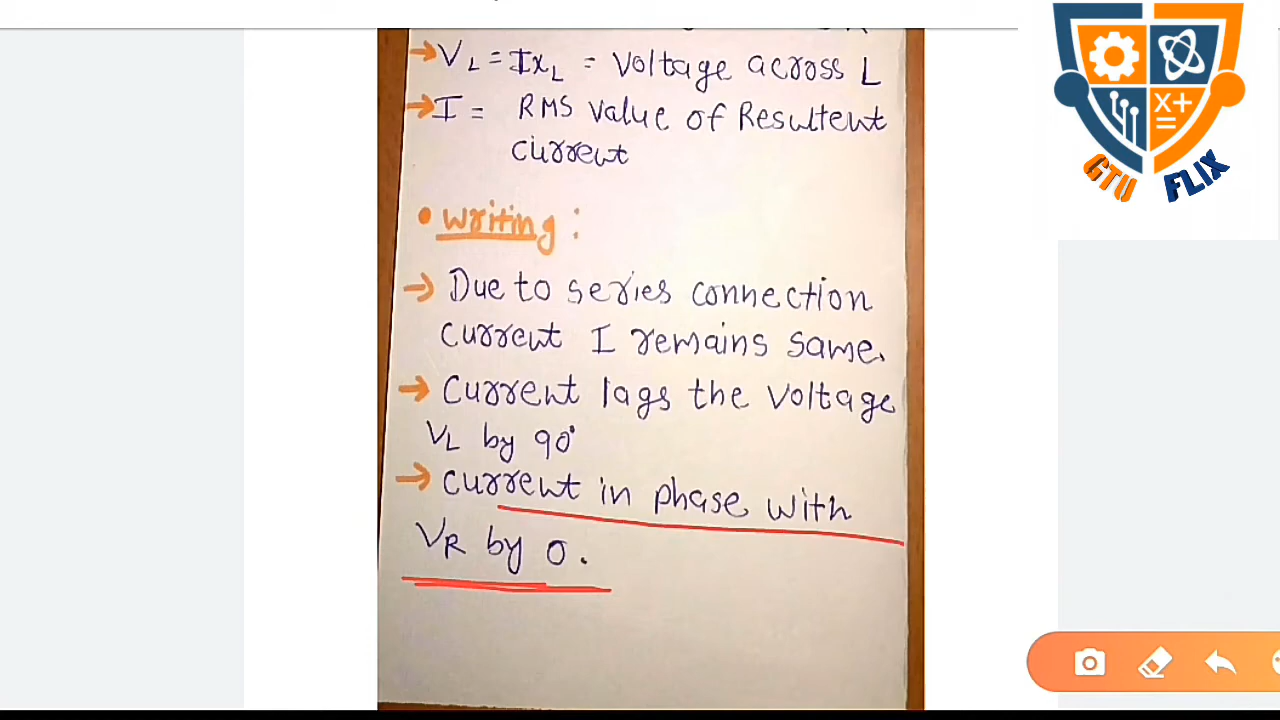 → VL = IXL = Voltage across L
→ I = RMS Value of Resultent
current
• Writing :
→ Due to series connection
current I remains same.
→ Current lags the Voltage
VL by 90°
→ Current in phase with
VR by 0.
X+
=
GTU FLIX